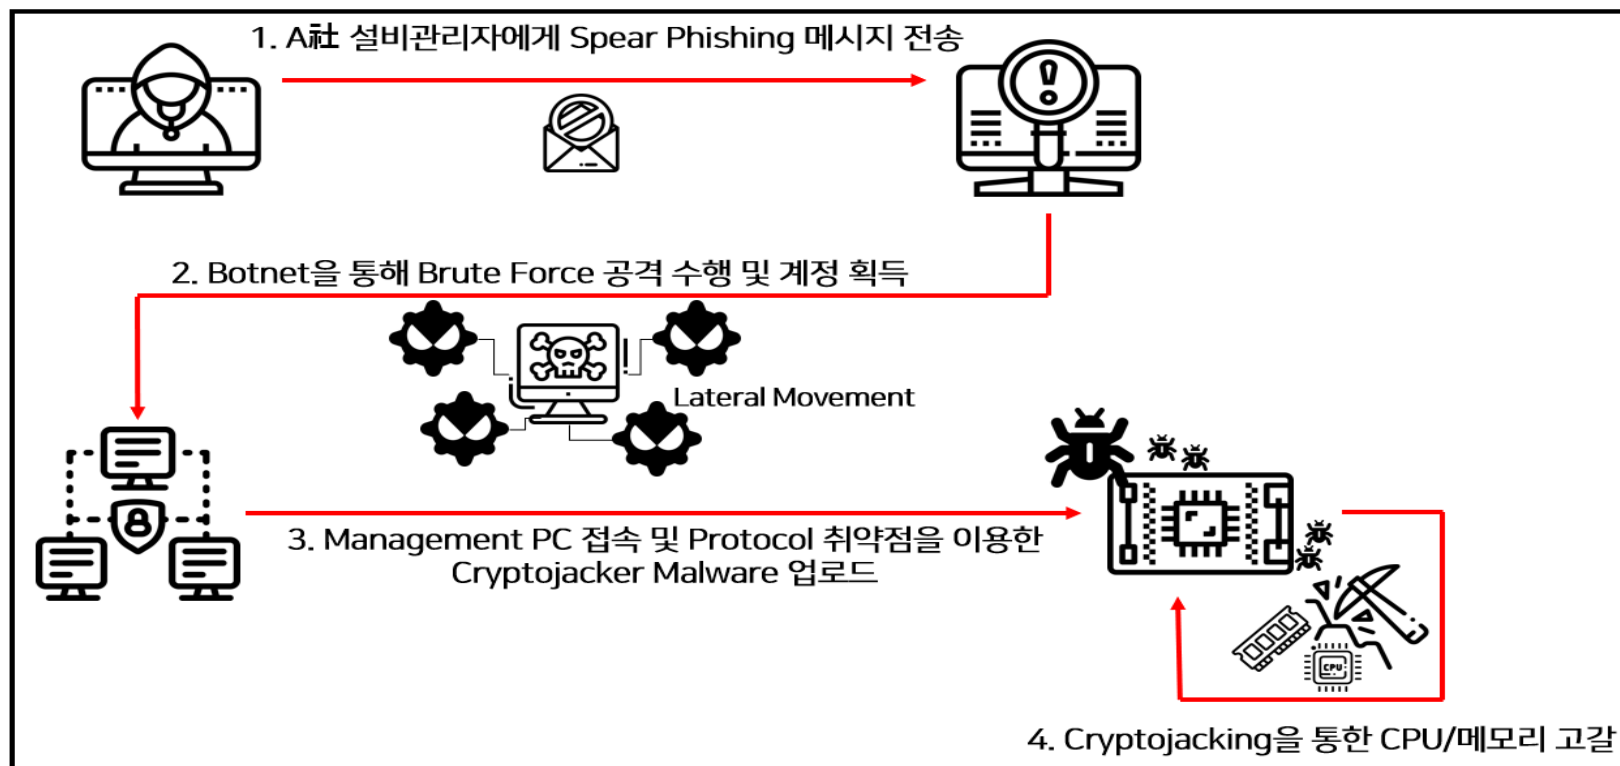 1. A社 설비관리자에게 Spear Phishing 메시지 전송
2. Botnet을 통해 Brute Force 공격 수행 및 계정 획득
Lateral Movement
3. Management PC 접속 및 Protocol 취약점을 이용한
Cryptojacker Malware 업로드
CPU
4. Cryptojacking을 통한 CPU/메모리 고갈